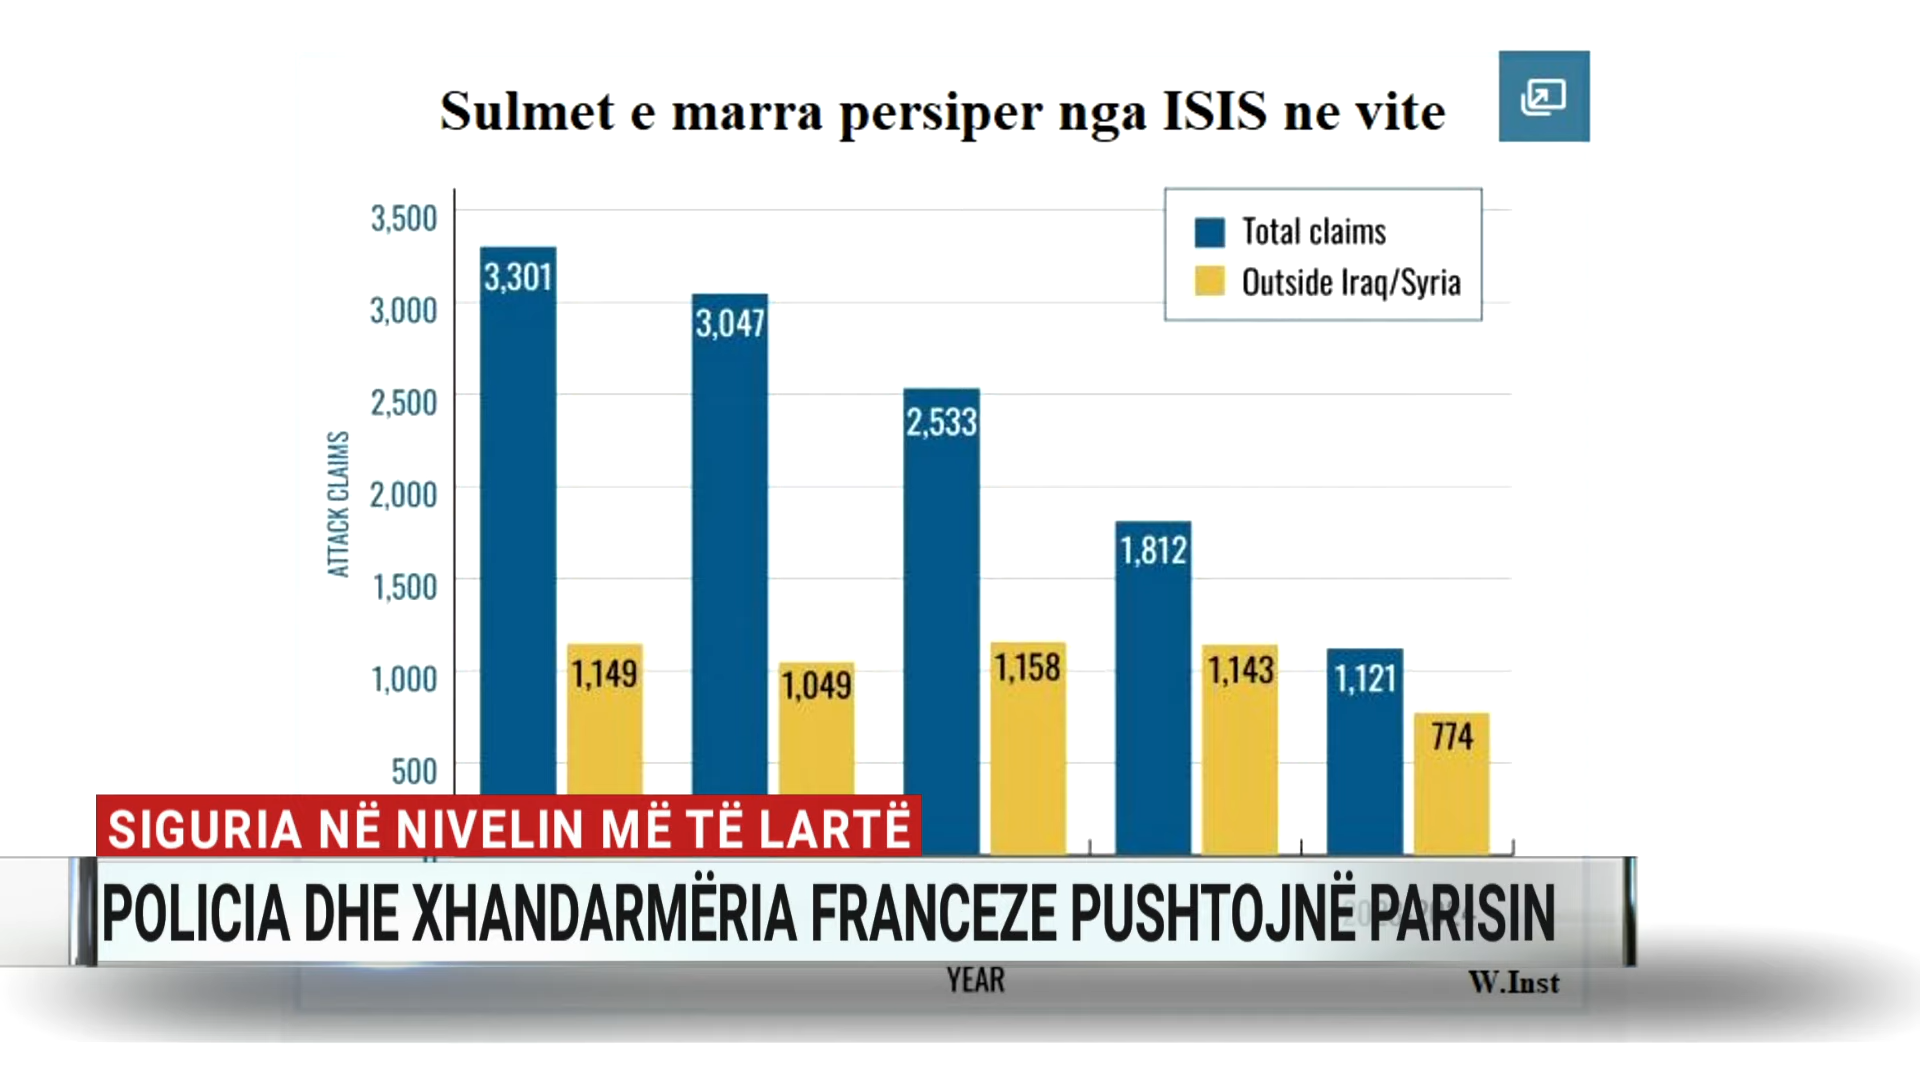 Sulmet e marra persiper nga ISIS ne vite
Total claims
Outside Iraq/Syria
ATTACK CLAIMS
3,500
3,000
2,500
2,000
1,500
1,000
500
3,301
1,149
3,047
1,049
2,533
1,158
1,812
1,143
1,121
774
SIGURIA NË NIVELIN MË TË LARTË
POLICIA DHE XHANDARMËRIA FRANCEZE PUSHTOJNË PARISIN
YEAR
W.Inst